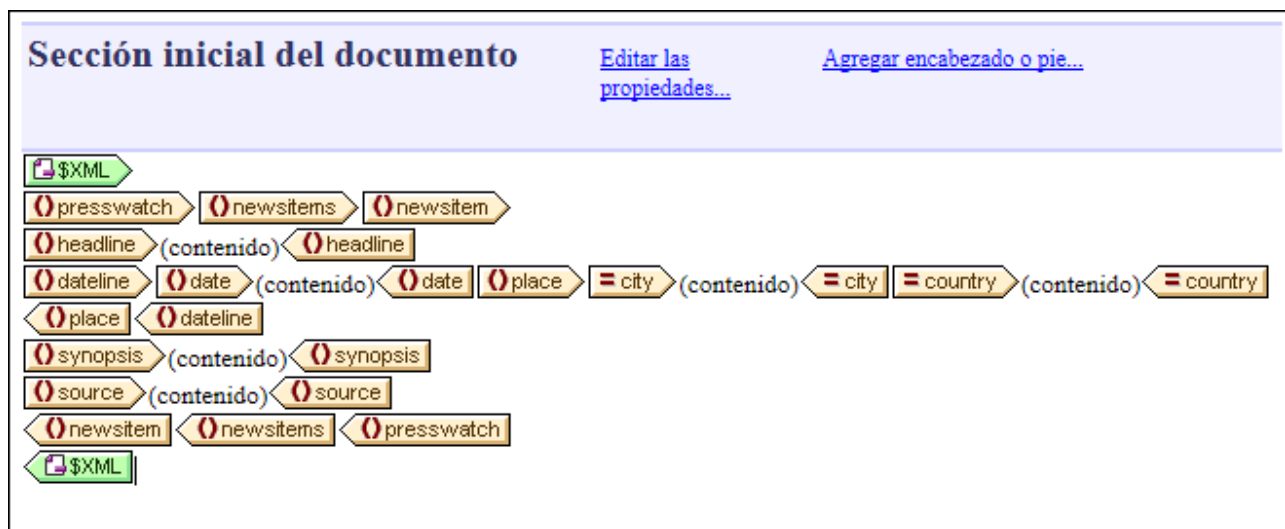 Sección inicial del documento Editar las propiedades... Agregar encabezado o pie...
$XML
() presswatch () newsitems () newsitem
() headline (contenido) () headline
() dateline () date (contenido) () date () place = city (contenido) = city = country (contenido) = country
() place () dateline
() synopsis (contenido) () synopsis
() source (contenido) () source
() newsitem () newsitems () presswatch
$XML